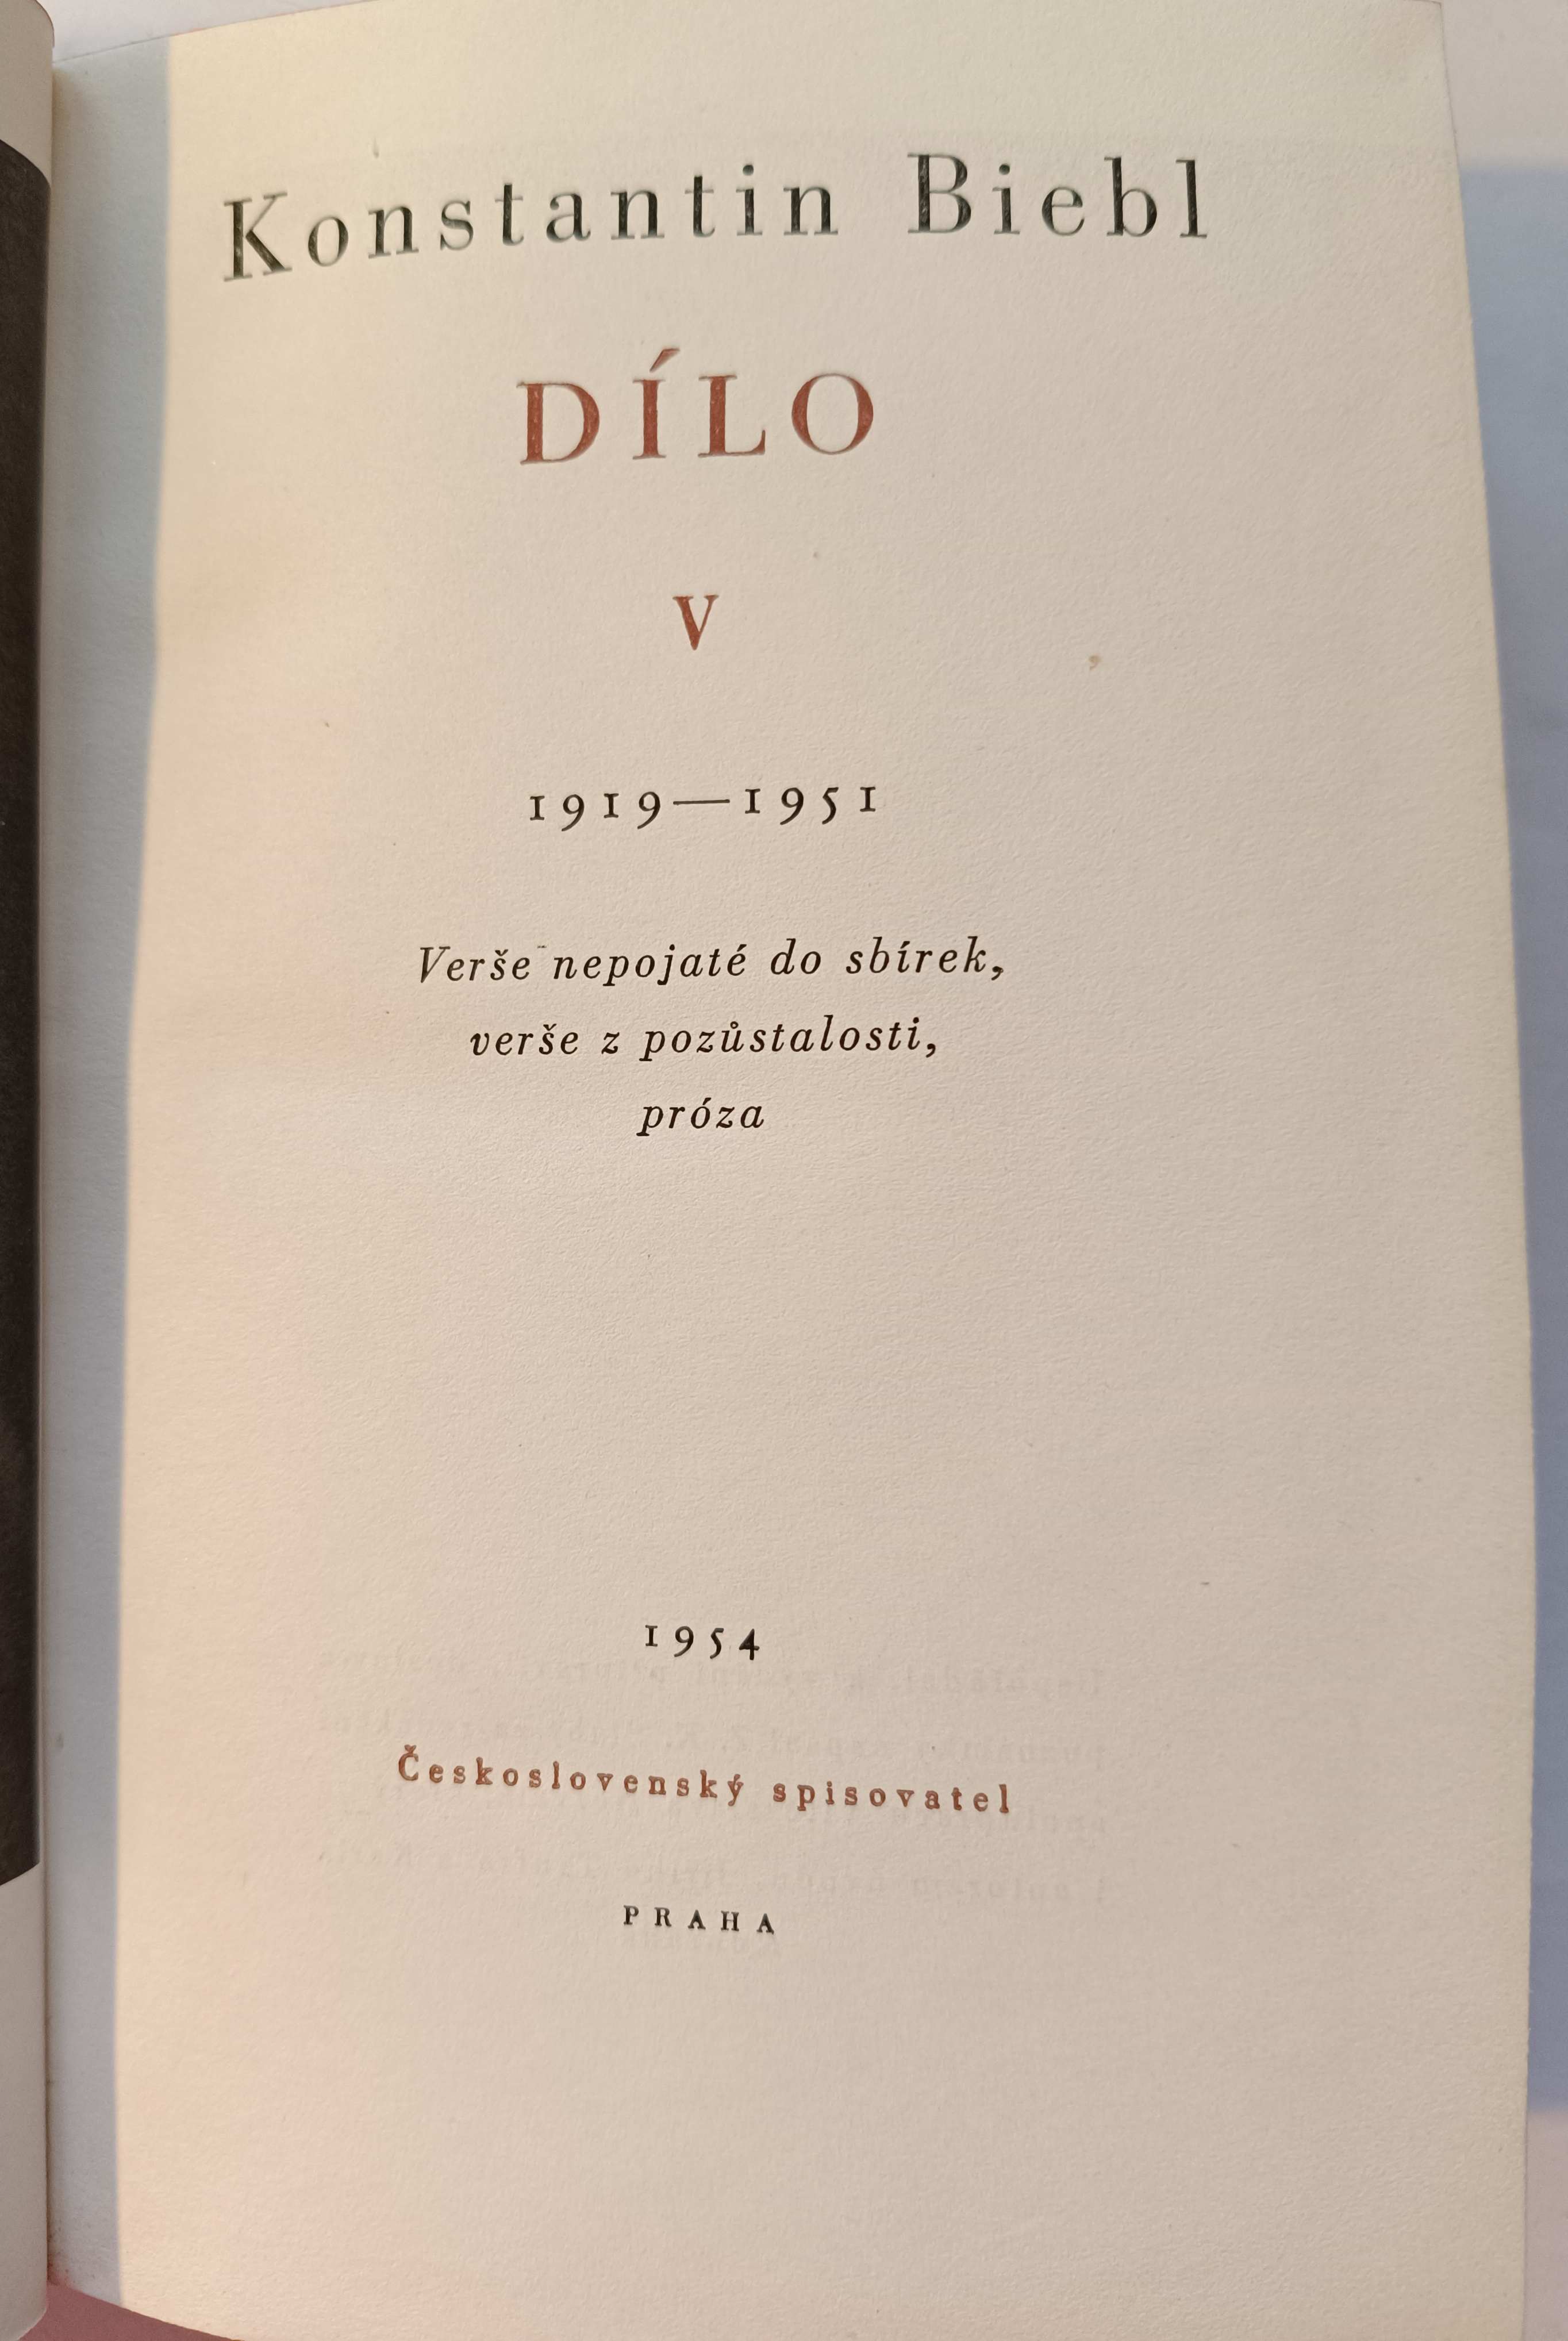 Konstantin Biebl
DÍLO
V
1919—1951
Verše nepojaté do sbírek,
verše z pozůstalosti,
próza
1954
Československý spisovatel
PRAHA